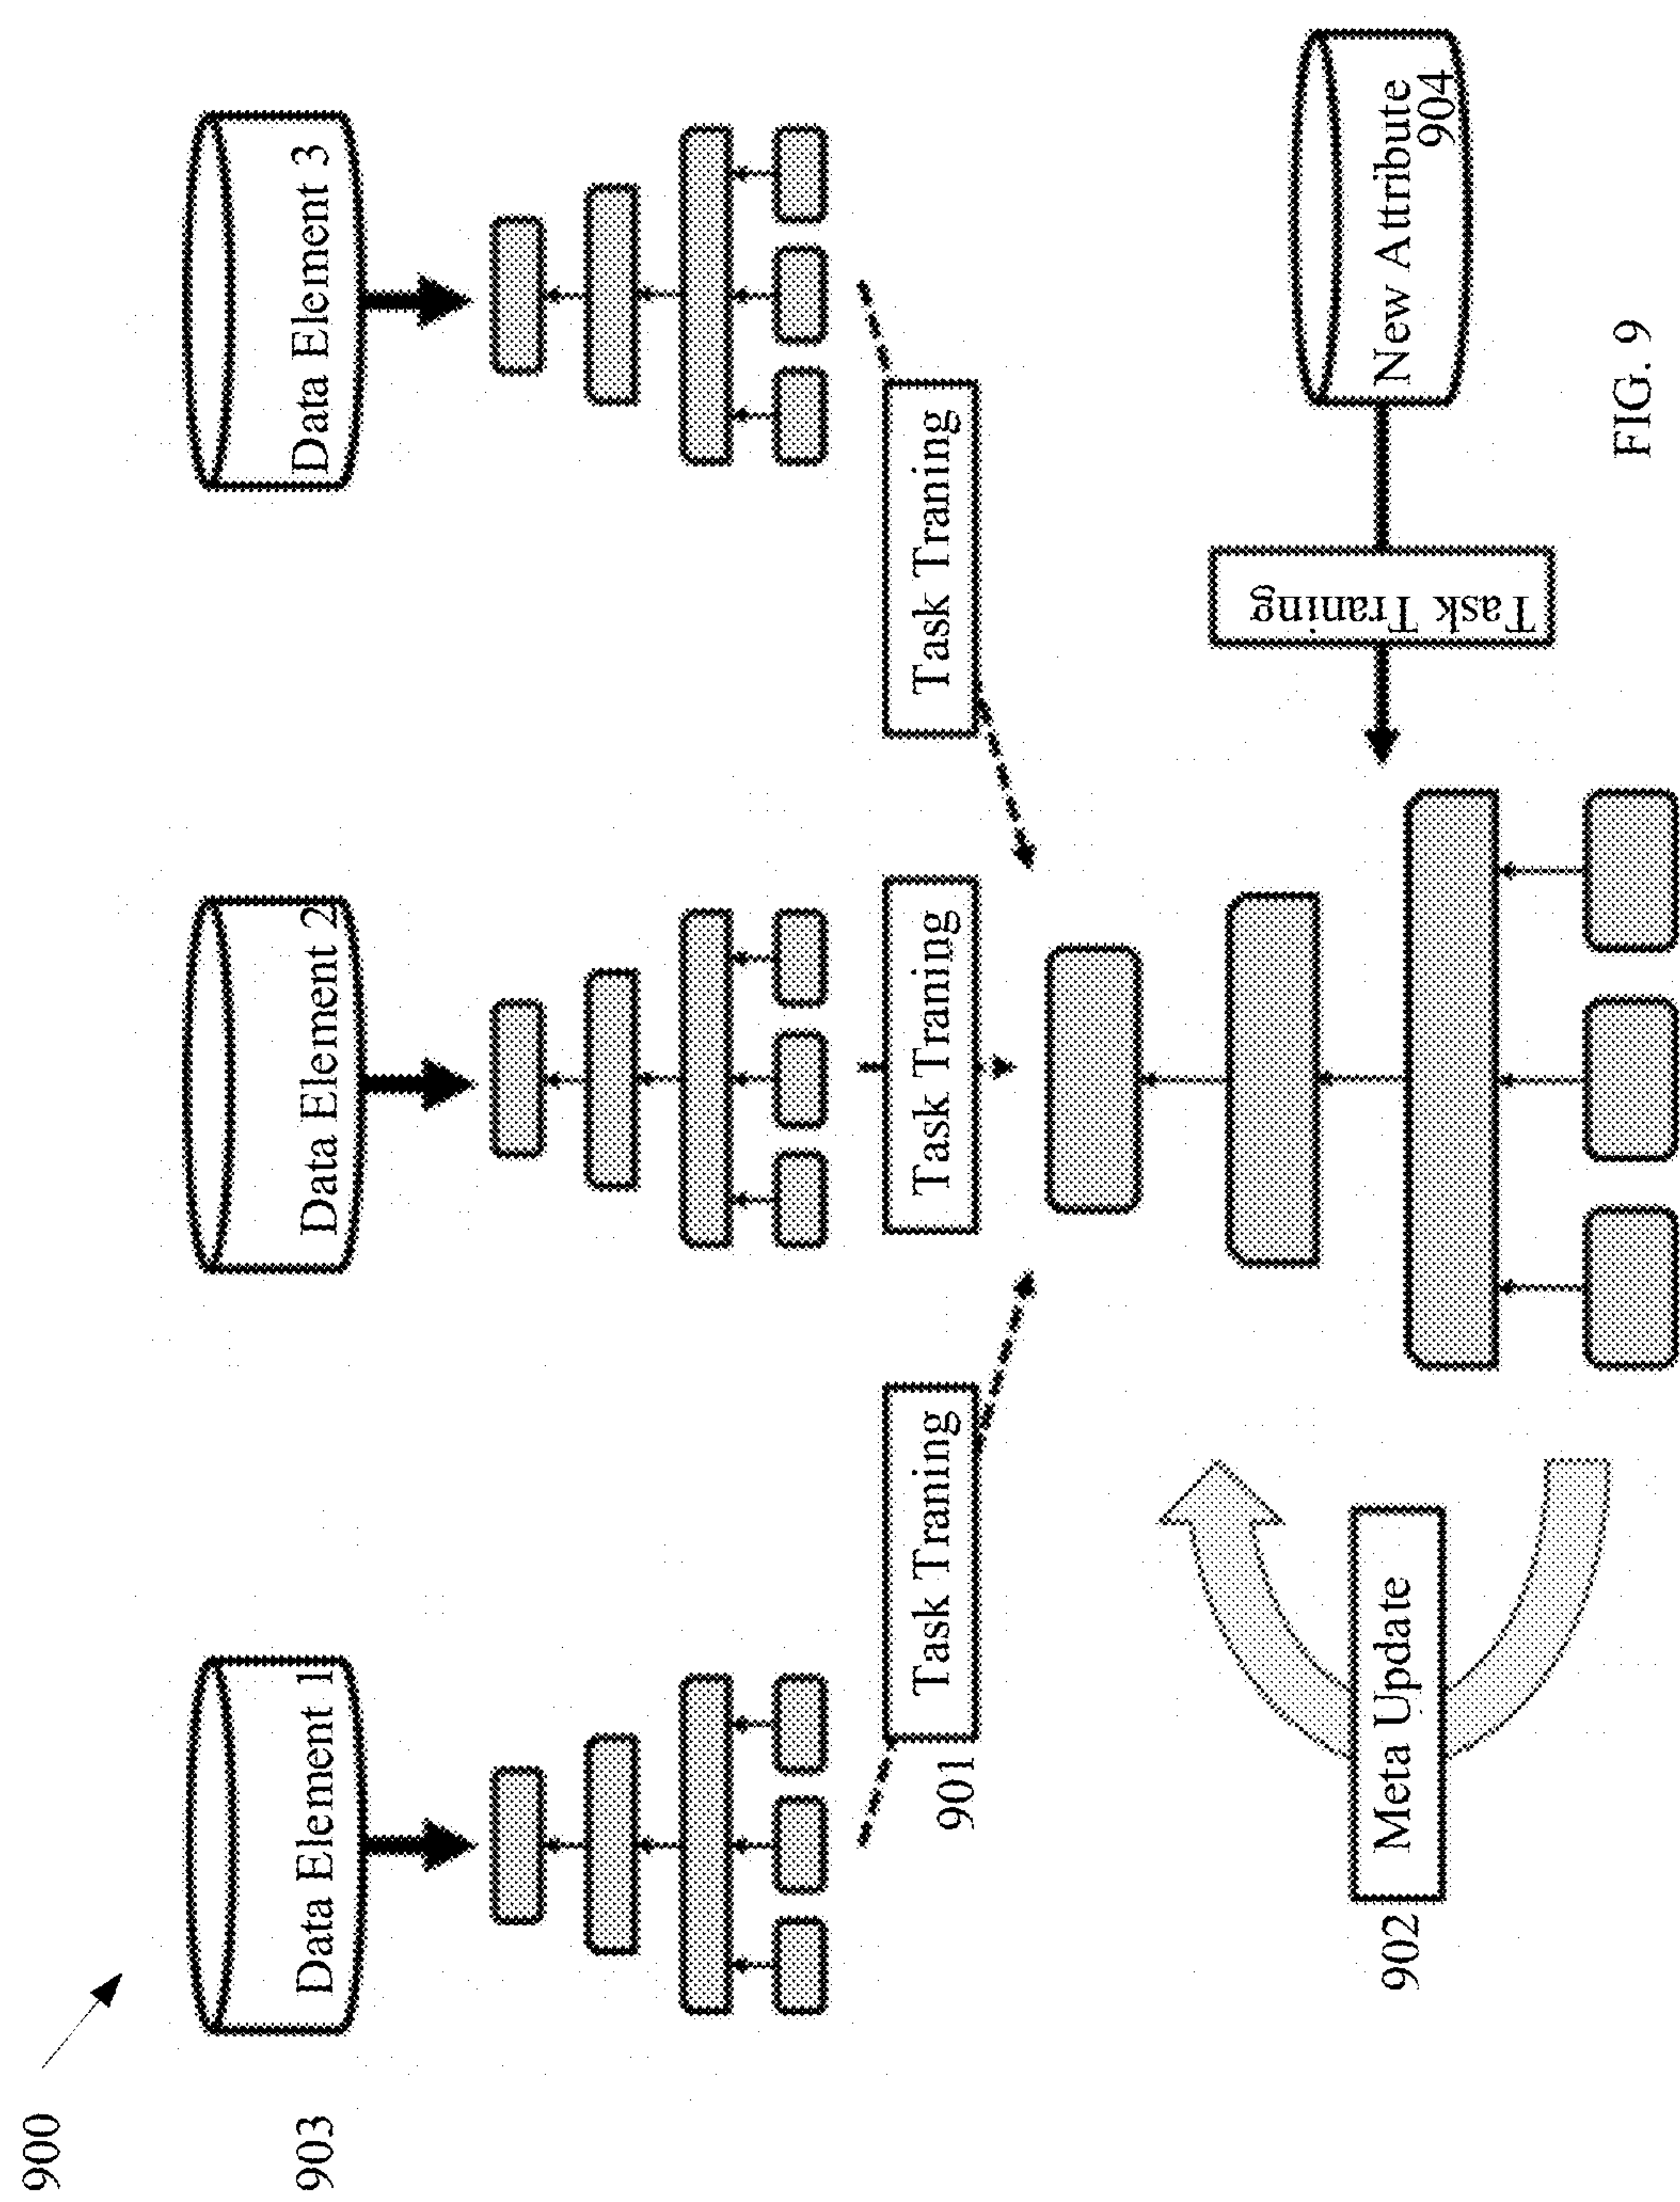 900
903
Data Element 1
Data Element 2
Data Element 3
901
Task Traning
Task Traning
Task Traning
902
Meta Update
Task Traning
New Attribute
904
FIG. 9